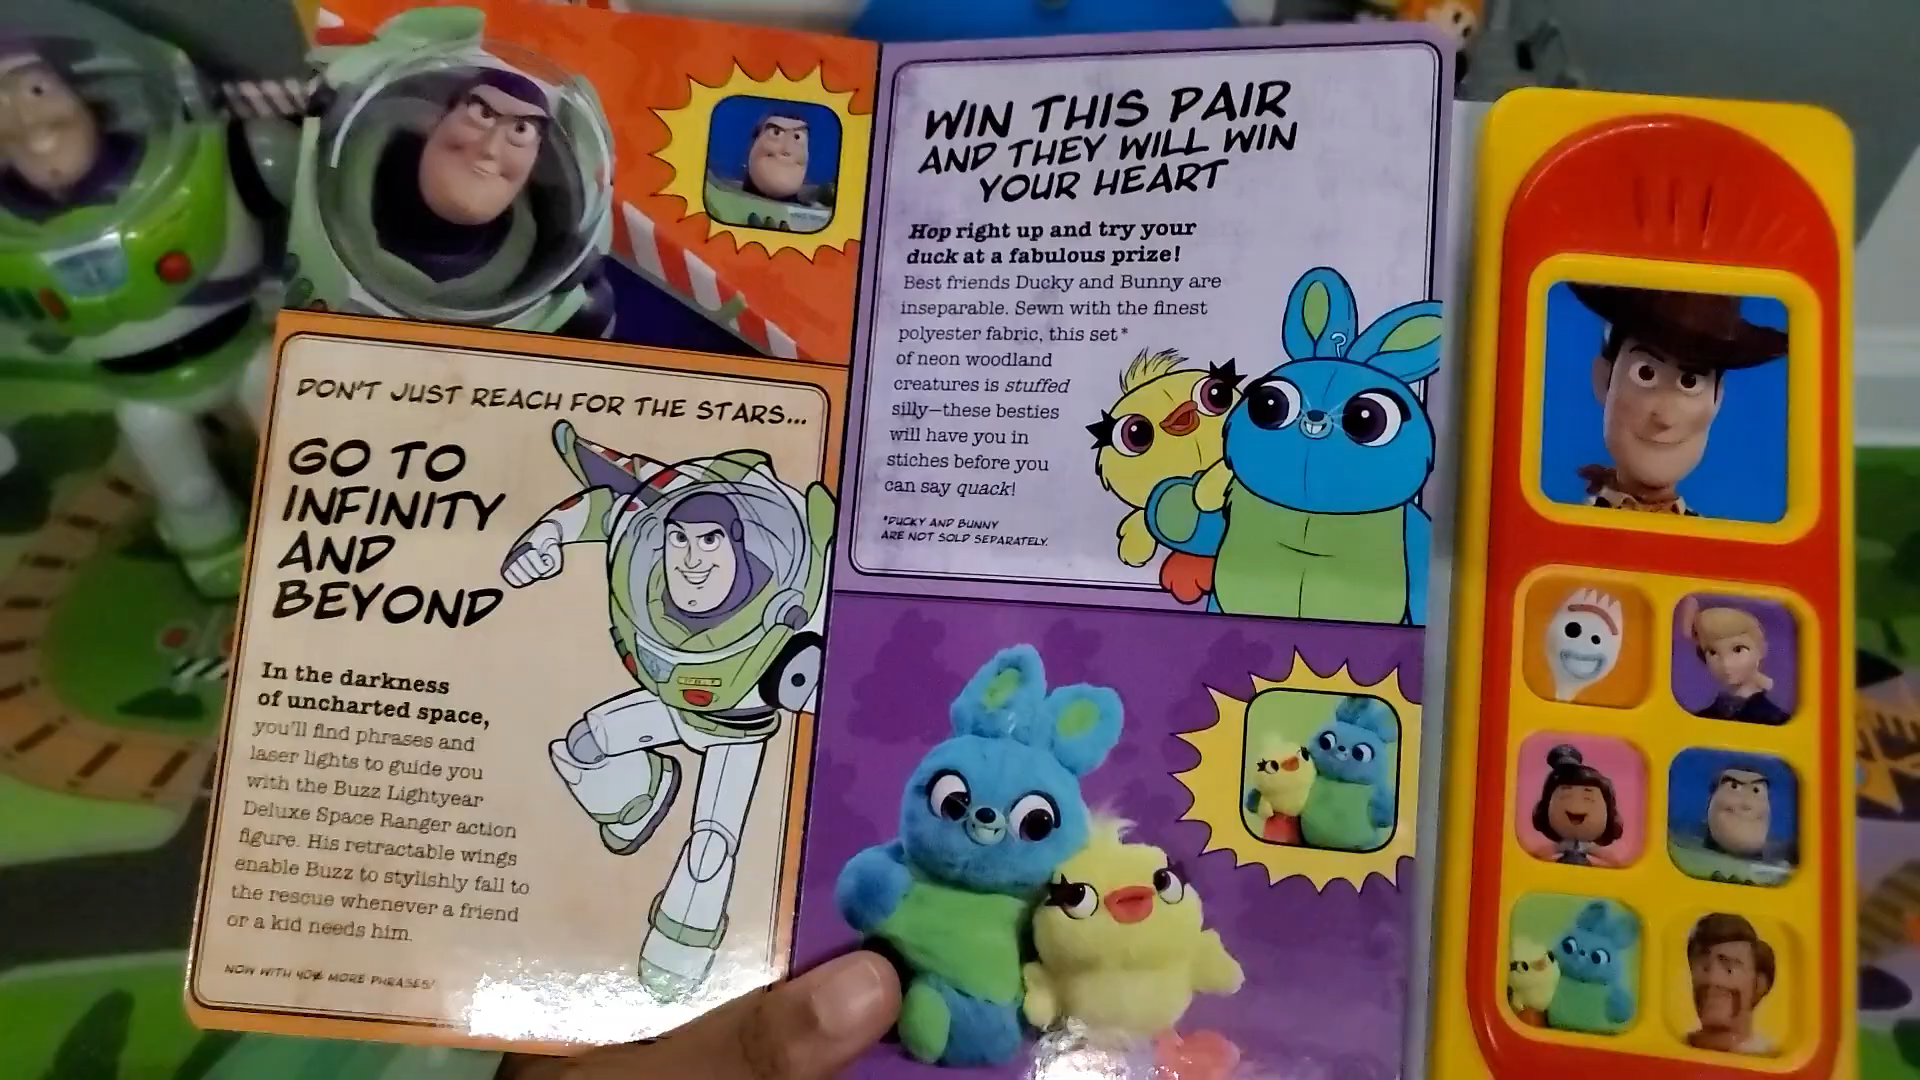 DON'T JUST REACH FOR THE STARS...
GO TO
INFINITY
AND
BEYOND
In the darkness
of uncharted space,
you'll find phrases and
laser lights to guide you
with the Buzz Lightyear
Deluxe Space Ranger action
figure. His retractable wings
enable Buzz to stylishly fall to
the rescue whenever a friend
or a kid needs him.
NOW WITH 40% MORE PHRASES!
WIN THIS PAIR
AND THEY WILL WIN
YOUR HEART
Hop right up and try your
duck at a fabulous prize!
Best friends Ducky and Bunny are
inseparable. Sewn with the finest
polyester fabric, this set*
of neon woodland
creatures is stuffed
silly—these besties
will have you in
stiches before you
can say quack!
*DUCKY AND BUNNY
ARE NOT SOLD SEPARATELY.